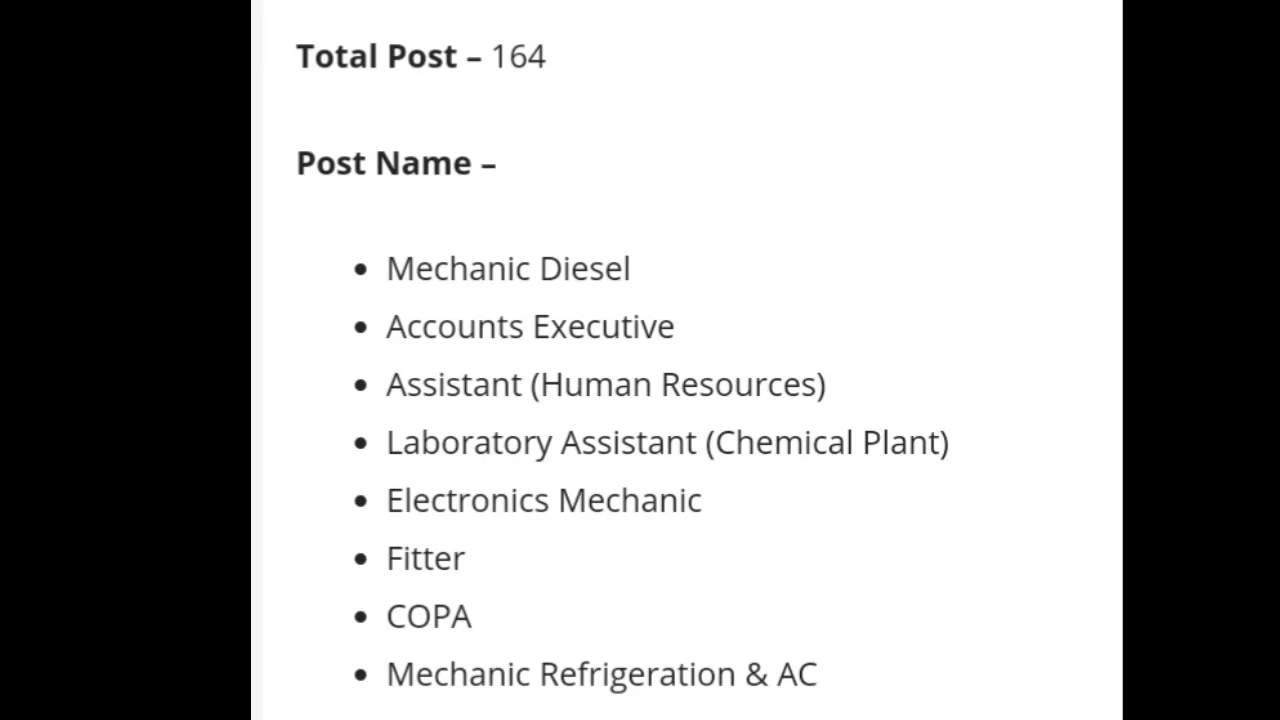 Total Post – 164
Post Name –
• Mechanic Diesel
• Accounts Executive
• Assistant (Human Resources)
• Laboratory Assistant (Chemical Plant)
• Electronics Mechanic
• Fitter
• COPA
• Mechanic Refrigeration & AC